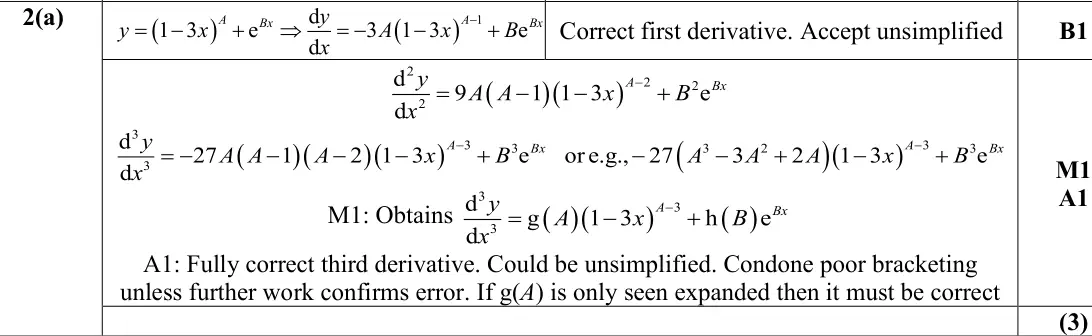 2(a)
y = (1−3x)^A + e^{Bx} ⇒ dy/dx = −3A(1−3x)^{A−1} + Be^{Bx} Correct first derivative. Accept unsimplified B1
d²y/dx² = 9A(A−1)(1−3x)^{A−2} + B²e^{Bx}
d³y/dx³ = −27A(A−1)(A−2)(1−3x)^{A−3} + B³e^{Bx} or e.g., −27(A³−3A²+2A)(1−3x)^{A−3} + B³e^{Bx}
M1: Obtains d³y/dx³ = g(A)(1−3x)^{A−3} + h(B)e^{Bx}
A1: Fully correct third derivative. Could be unsimplified. Condone poor bracketing
unless further work confirms error. If g(A) is only seen expanded then it must be correct
M1
A1
(3)